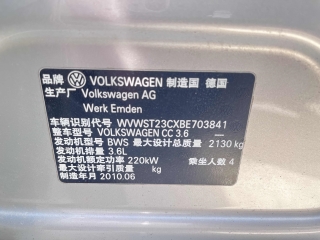 品牌 VOLKSWAGEN 制造国 德国
生产厂 Volkswagen AG
Werk Emden
车辆识别代号 WVWST23CXBE703841
整车型号 VOLKSWAGEN CC 3.6 —
发动机型号 BWS 最大设计总质量 2130 kg
发动机排量 3.6L
发动机额定功率 220kW 乘坐人数 4
最大设计牵引质量 — kg
制造年月 2010.06